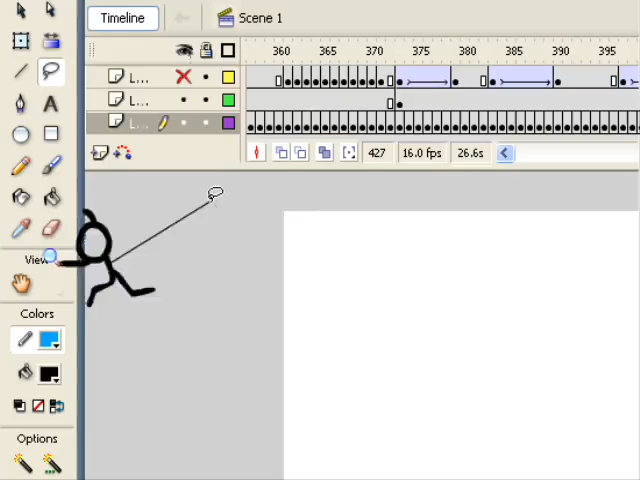 Timeline
Scene 1
360 365 370 375 380 385 390 395
L...
L...
L...
427 16.0 fps 26.6s
A
View
Colors
Options